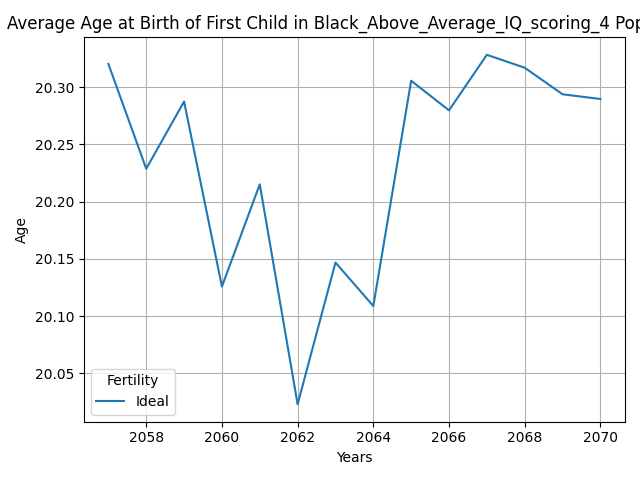 Average Age at Birth of First Child in Black_Above_Average_IQ_scoring_4 Pop
20.30
20.25
20.20
20.15
20.10
20.05
Age
Fertility
Ideal
2058 2060 2062 2064 2066 2068 2070
Years